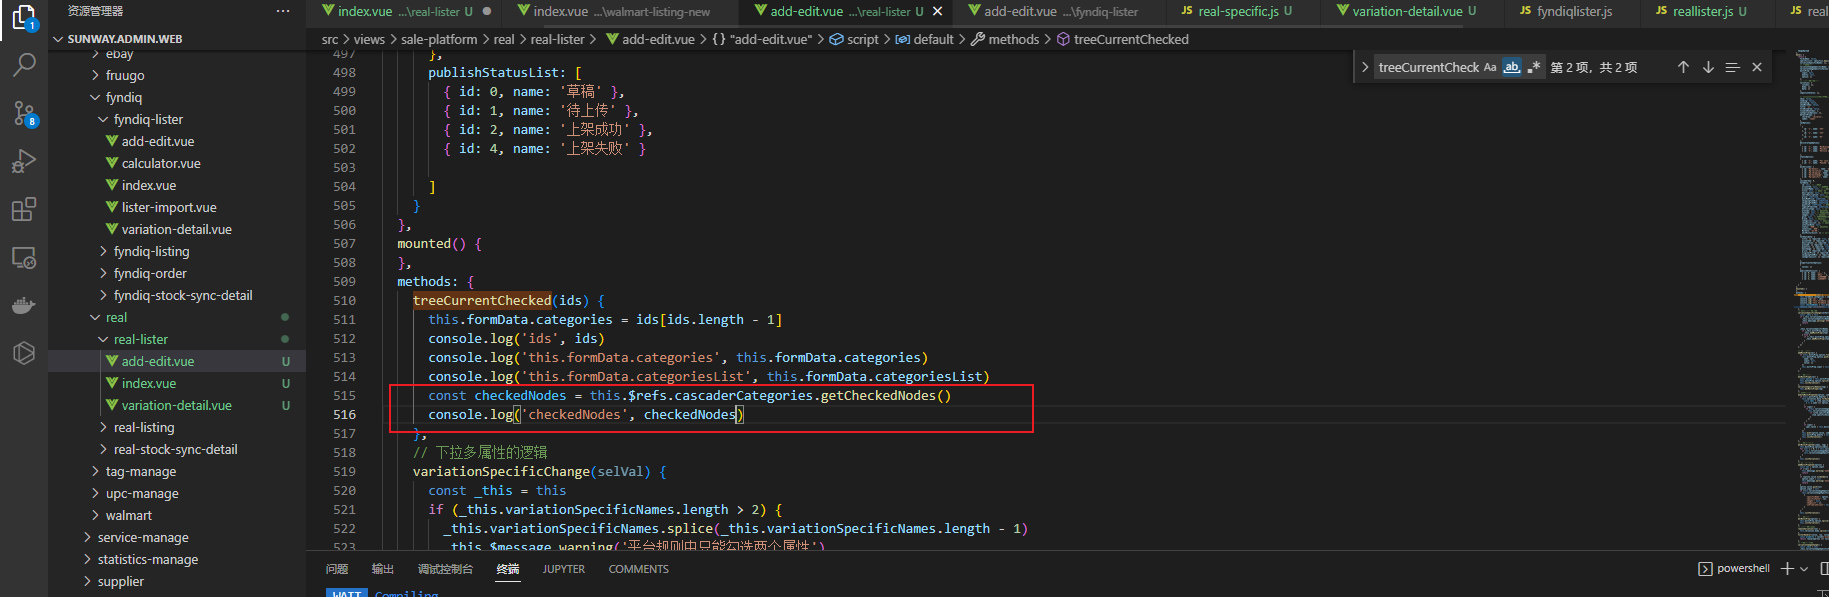 资源管理器 ···
index.vue ...\real-lister U
index.vue ...\walmart-listing-new
add-edit.vue ...\real-lister U
add-edit.vue ...\fyndiq-lister
JS real-specific.js U
variation-detail.vue U
JS fyndiqlister.js
JS reallister.js U
JS real
SUNWAY.ADMIN.WEB
src > views > sale-platform > real > real-lister > add-edit.vue > {} "add-edit.vue" > script > default > methods > treeCurrentChecked
treeCurrentCheck Aa ab .* 第2项, 共2项
1
8
ebay
fruugo
fyndiq
fyndiq-lister
add-edit.vue
calculator.vue
index.vue
lister-import.vue
variation-detail.vue
fyndiq-listing
fyndiq-order
fyndiq-stock-sync-detail
real
real-lister
add-edit.vue U
index.vue U
variation-detail.vue U
real-listing
real-stock-sync-detail
tag-manage
upc-manage
walmart
service-manage
statistics-manage
supplier
497 },
498 publishStatusList: [
499 { id: 0, name: '草稿' },
500 { id: 1, name: '待上传' },
501 { id: 2, name: '上架成功' },
502 { id: 4, name: '上架失败' }
503
504 ]
505 }
506 },
507 mounted() {
508 },
509 methods: {
510 treeCurrentChecked(ids) {
511 this.formData.categories = ids[ids.length - 1]
512 console.log('ids', ids)
513 console.log('this.formData.categories', this.formData.categories)
514 console.log('this.formData.categoriesList', this.formData.categoriesList)
515 const checkedNodes = this.$refs.cascaderCategories.getCheckedNodes()
516 console.log('checkedNodes', checkedNodes)
517 },
518 // 下拉多属性的逻辑
519 variationSpecificChange(selVal) {
520 const _this = this
521 if (_this.variationSpecificNames.length > 2) {
522 _this.variationSpecificNames.splice(_this.variationSpecificNames.length - 1)
523 _this.$message.warning('平台规则中只能勾选两个属性')
问题 输出 调试控制台 终端 JUPYTER COMMENTS
powershell
WAIT Compiling